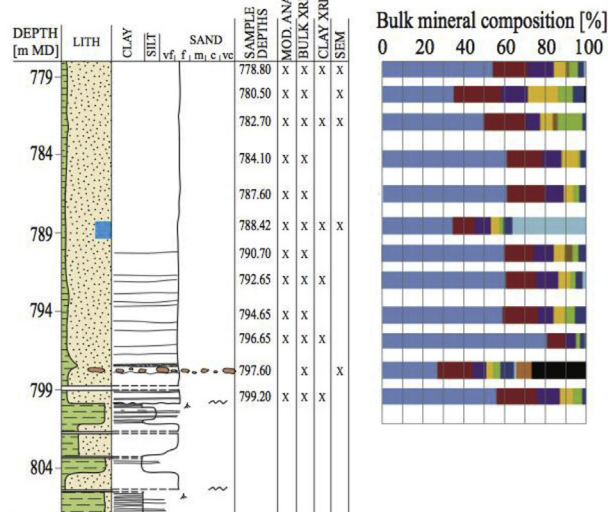 Bulk mineral composition [%]
0 20 40 60 80 100
DEPTH [m MD] LITH CLAY SILT SAND SAMPLE DEPTHS MOD. ANA BULK XR CLAY XR SEM
vf f m c vc
778.80 x x x x
779
780.50 x x
782.70 x x x x
784
784.10 x x
787.60 x x
788.42 x x x x
789
790.70 x x
792.65 x x x
794
794.65 x x
796.65 x x x
797.60 x x
799
799.20 x x x
804